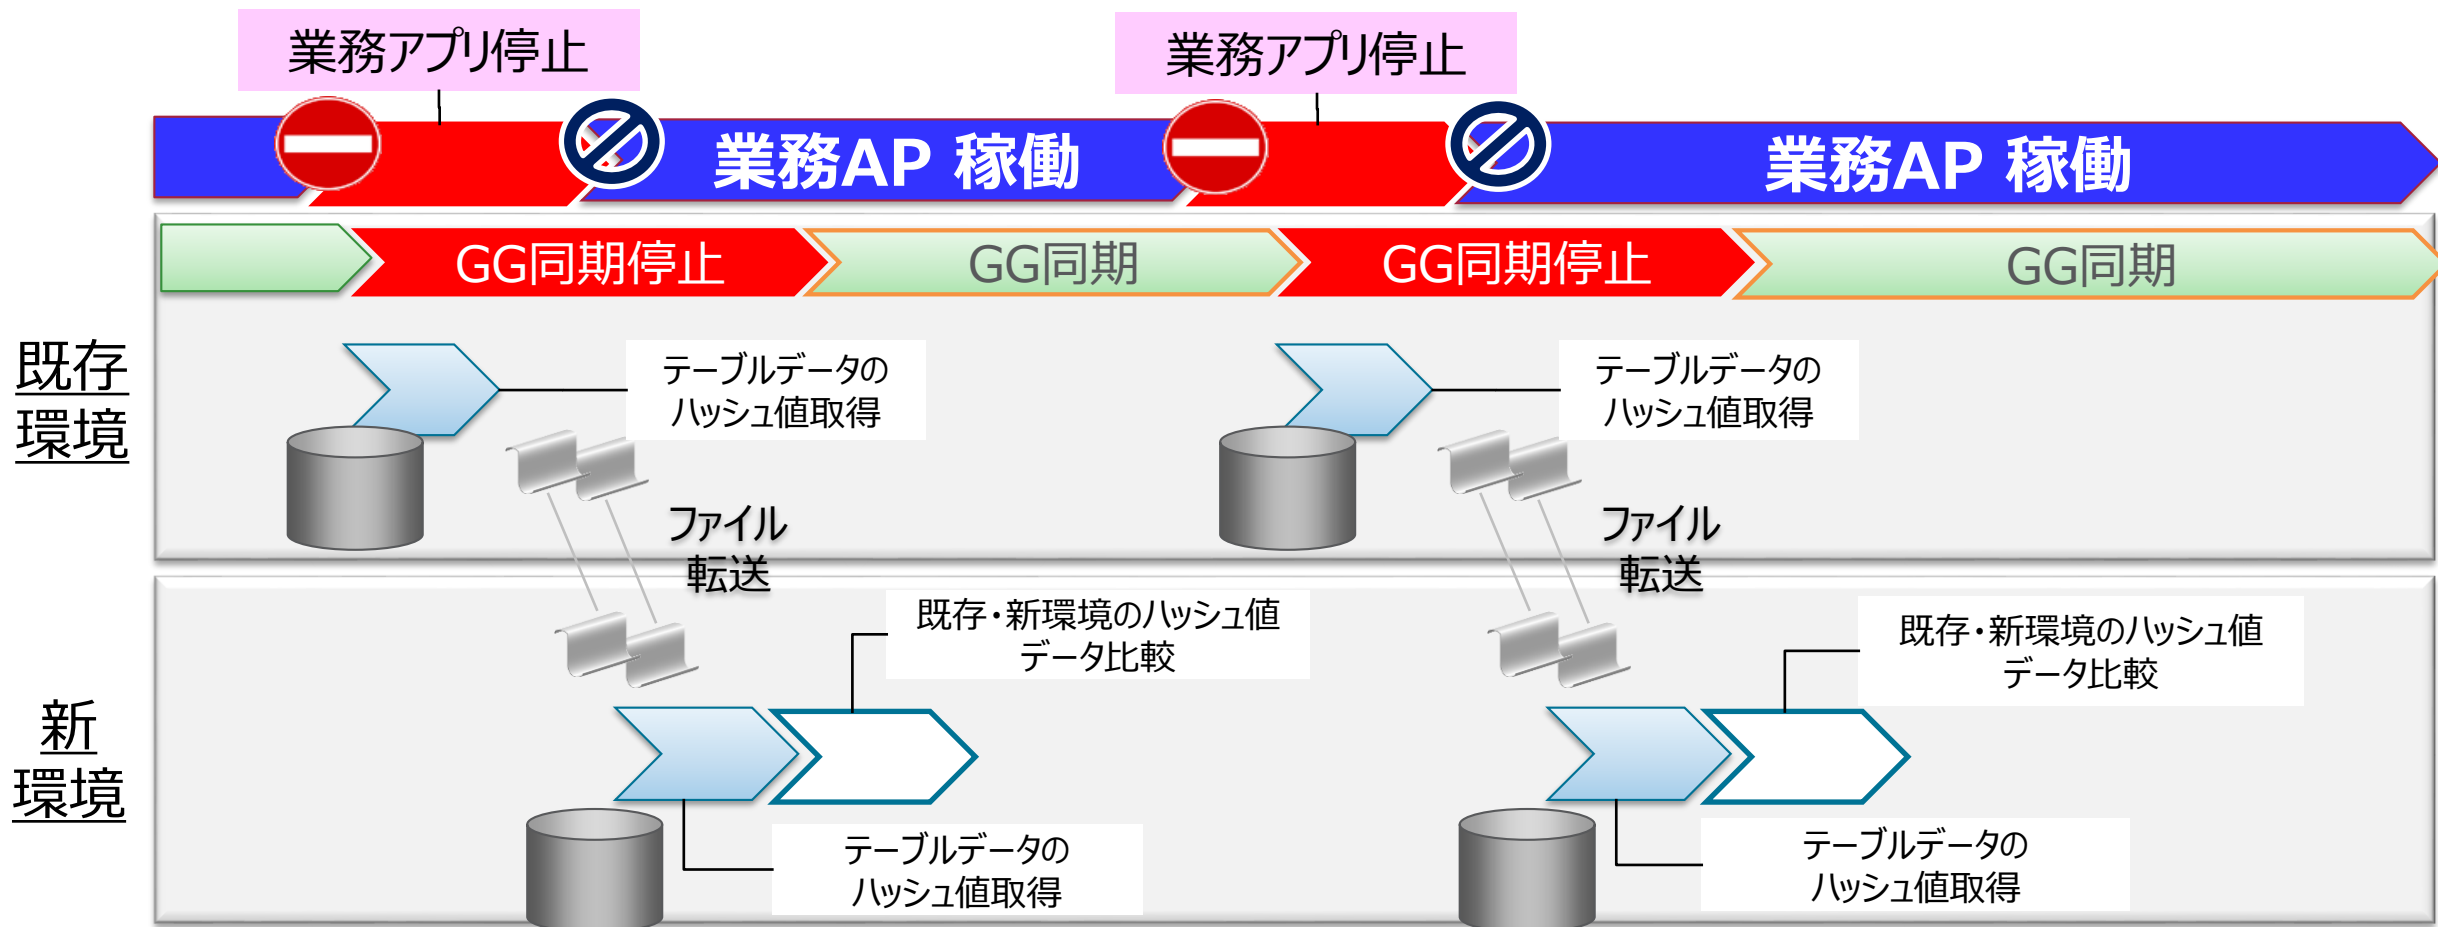 業務アプリ停止
業務アプリ停止
業務AP 稼働
業務AP 稼働
GG同期停止
GG同期
GG同期停止
GG同期
既存
環境
テーブルデータの
ハッシュ値取得
テーブルデータの
ハッシュ値取得
ファイル
転送
ファイル
転送
新
環境
既存・新環境のハッシュ値
データ比較
既存・新環境のハッシュ値
データ比較
テーブルデータの
ハッシュ値取得
テーブルデータの
ハッシュ値取得